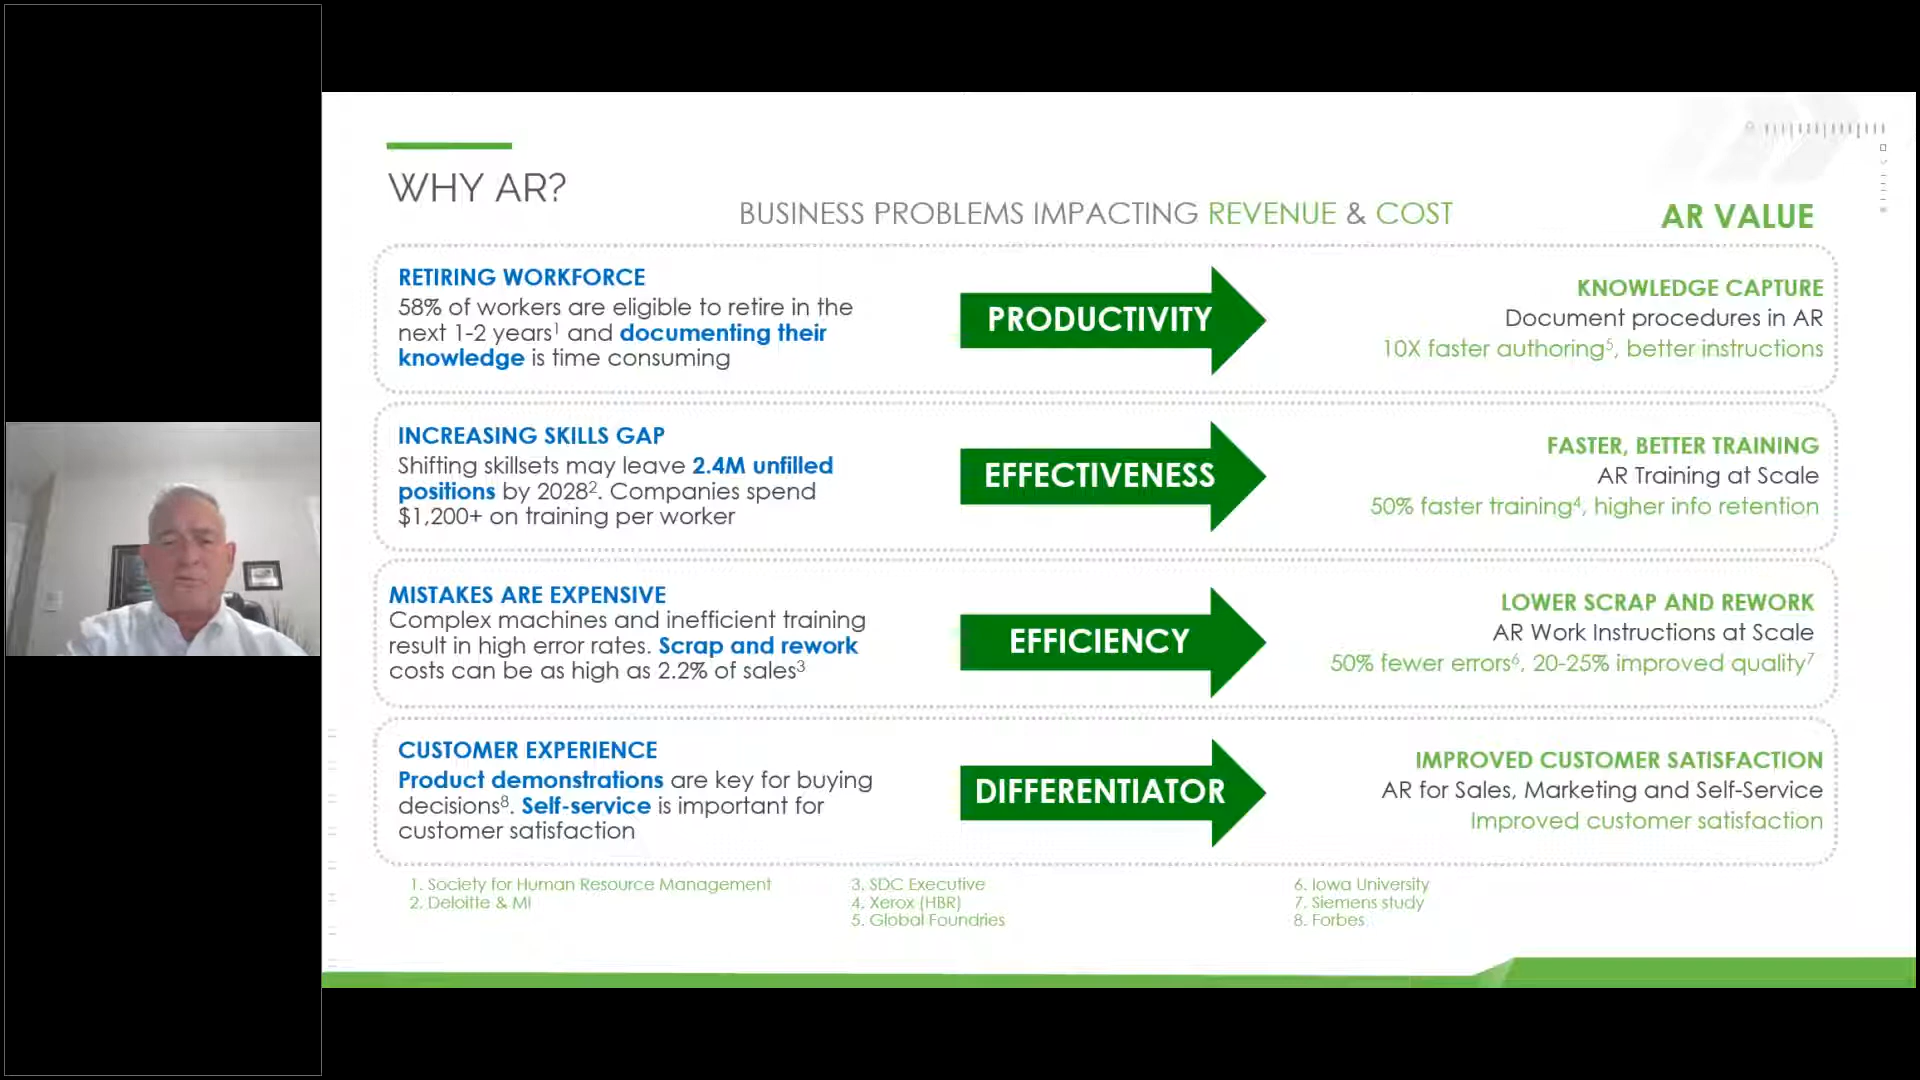 WHY AR?
BUSINESS PROBLEMS IMPACTING REVENUE & COST
AR VALUE
RETIRING WORKFORCE
58% of workers are eligible to retire in the
next 1-2 years¹ and documenting their
knowledge is time consuming
PRODUCTIVITY
KNOWLEDGE CAPTURE
Document procedures in AR
10X faster authoring⁵, better instructions
INCREASING SKILLS GAP
Shifting skillsets may leave 2.4M unfilled
positions by 2028². Companies spend
$1,200+ on training per worker
EFFECTIVENESS
FASTER, BETTER TRAINING
AR Training at Scale
50% faster training⁴, higher info retention
MISTAKES ARE EXPENSIVE
Complex machines and inefficient training
result in high error rates. Scrap and rework
costs can be as high as 2.2% of sales³
EFFICIENCY
LOWER SCRAP AND REWORK
AR Work Instructions at Scale
50% fewer errors⁶, 20-25% improved quality⁷
CUSTOMER EXPERIENCE
Product demonstrations are key for buying
decisions⁸. Self-service is important for
customer satisfaction
DIFFERENTIATOR
IMPROVED CUSTOMER SATISFACTION
AR for Sales, Marketing and Self-Service
Improved customer satisfaction
1. Society for Human Resource Management
2. Deloitte & MI
3. SDC Executive
4. Xerox (HBR)
5. Global Foundries
6. Iowa University
7. Siemens study
8. Forbes